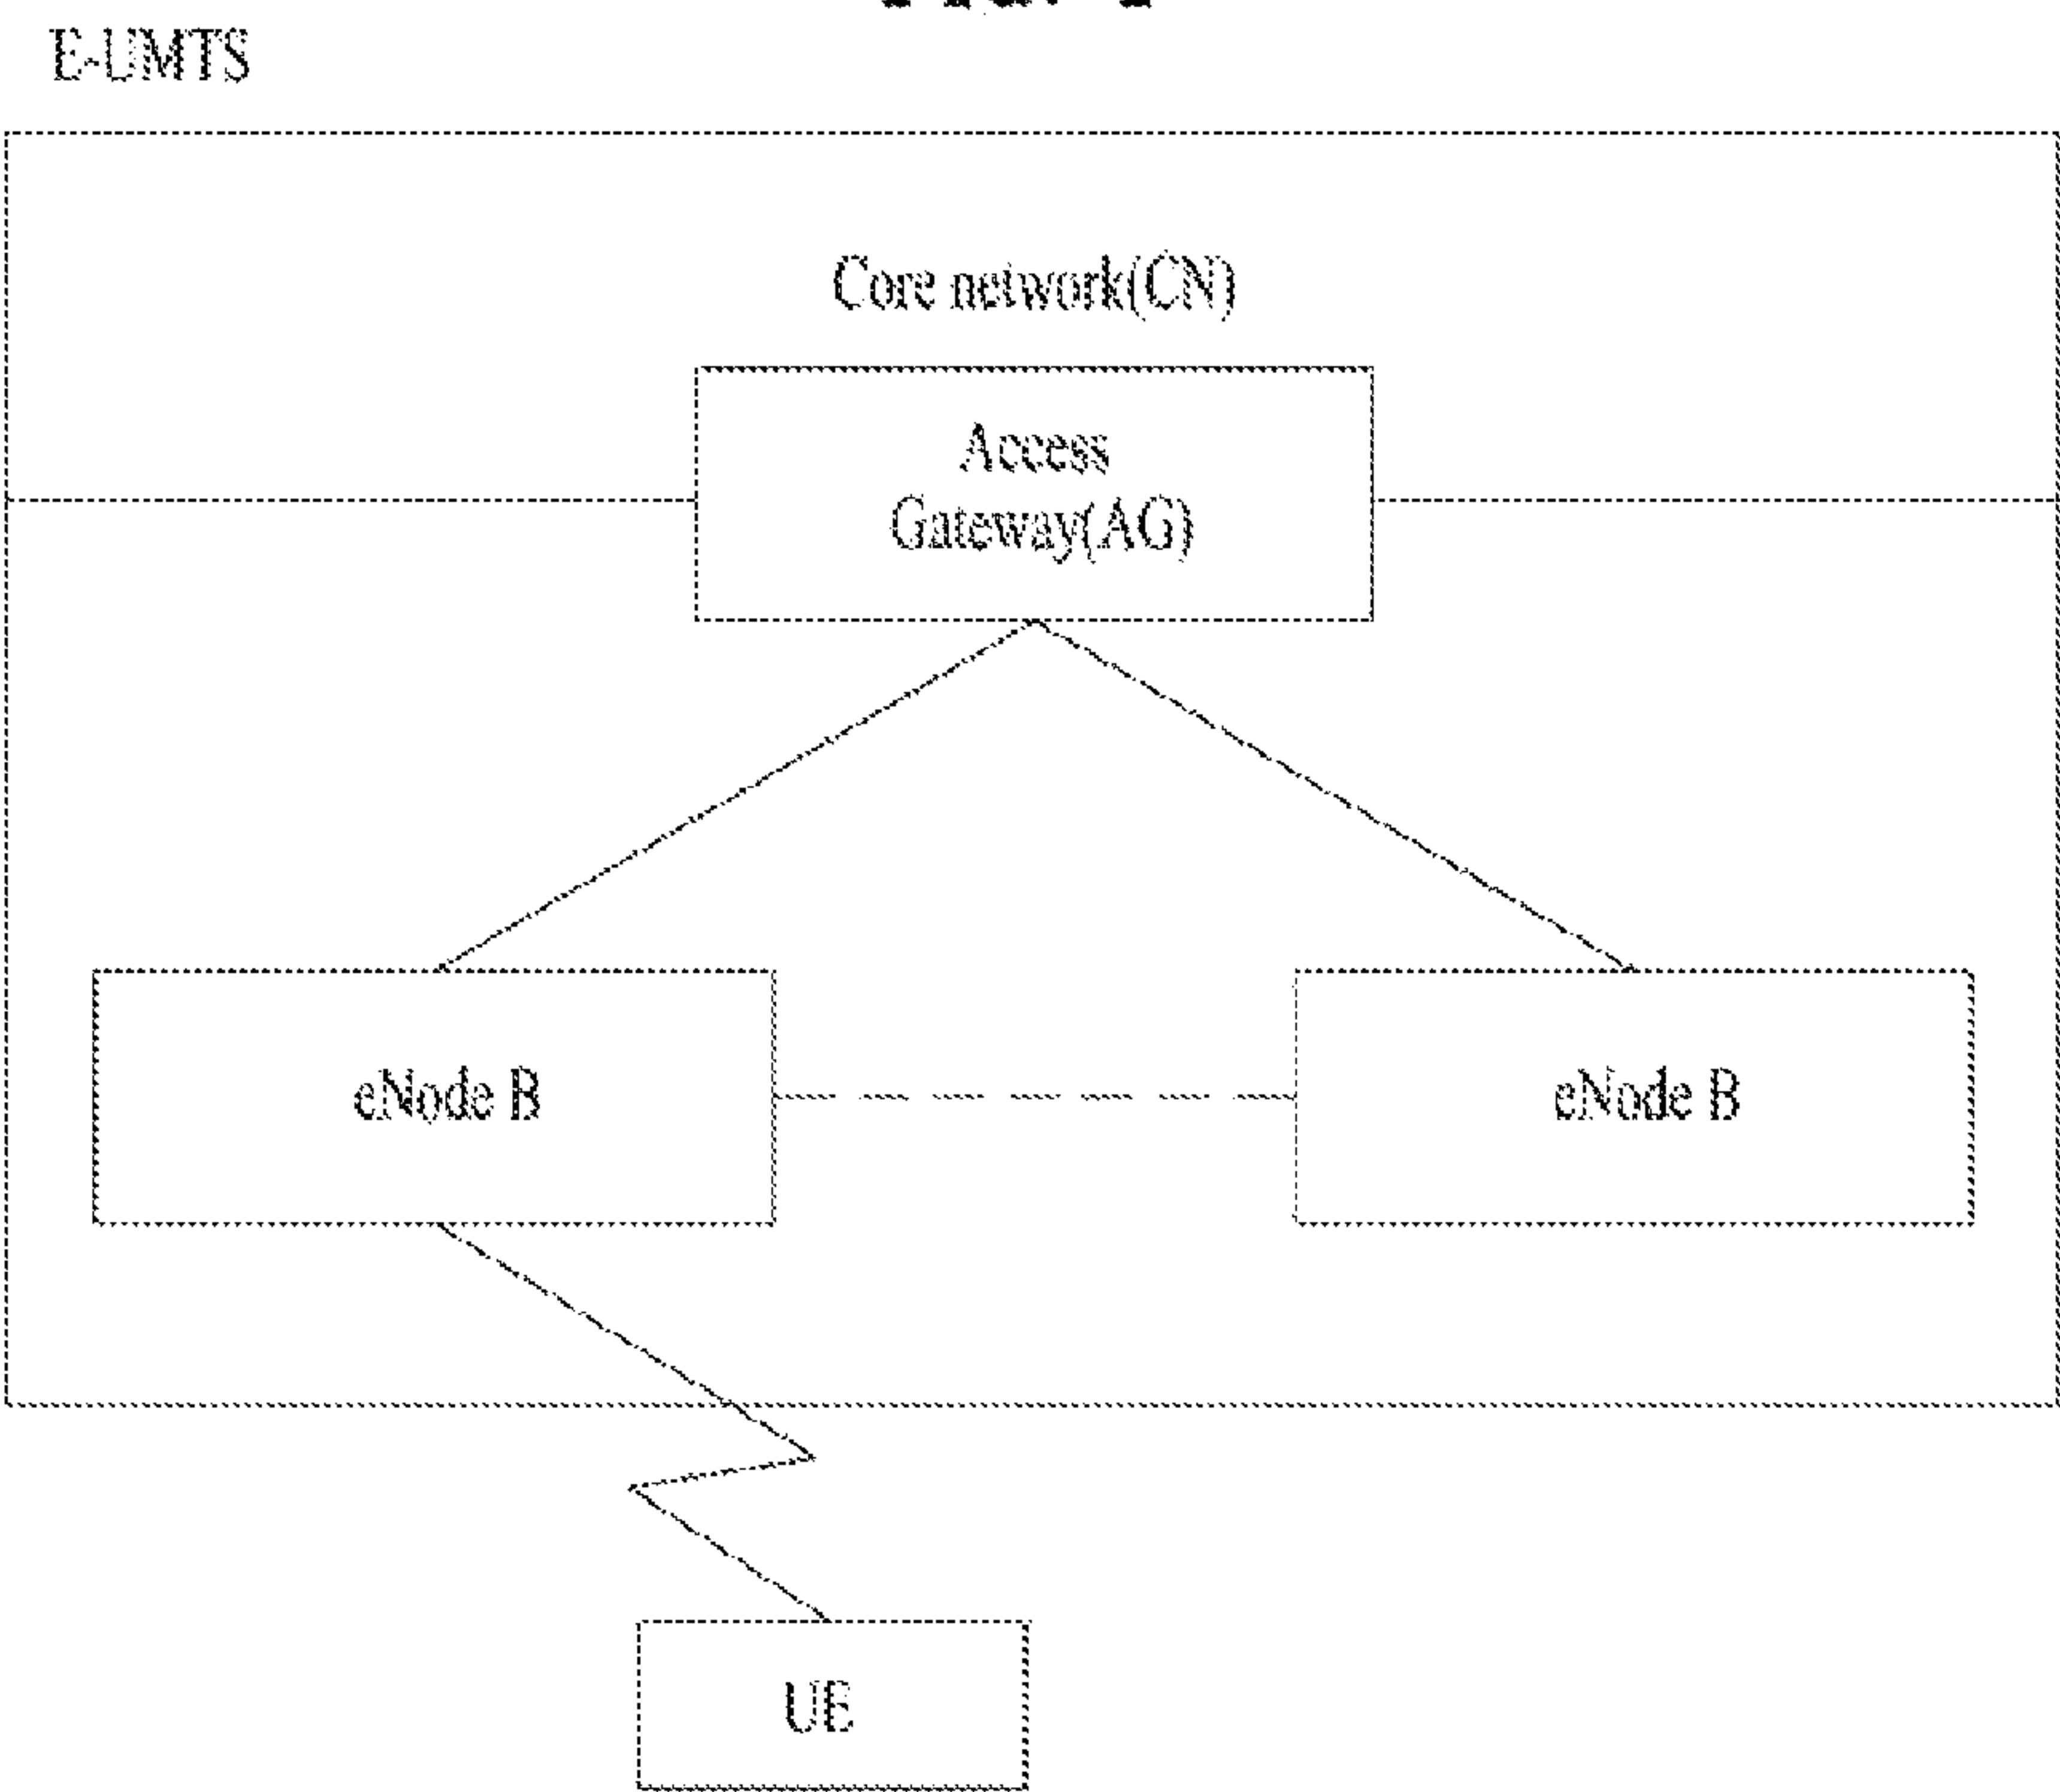 E-UMTS
Core network(CN)
Access
Gateway(AG)
eNode B
eNode B
UE